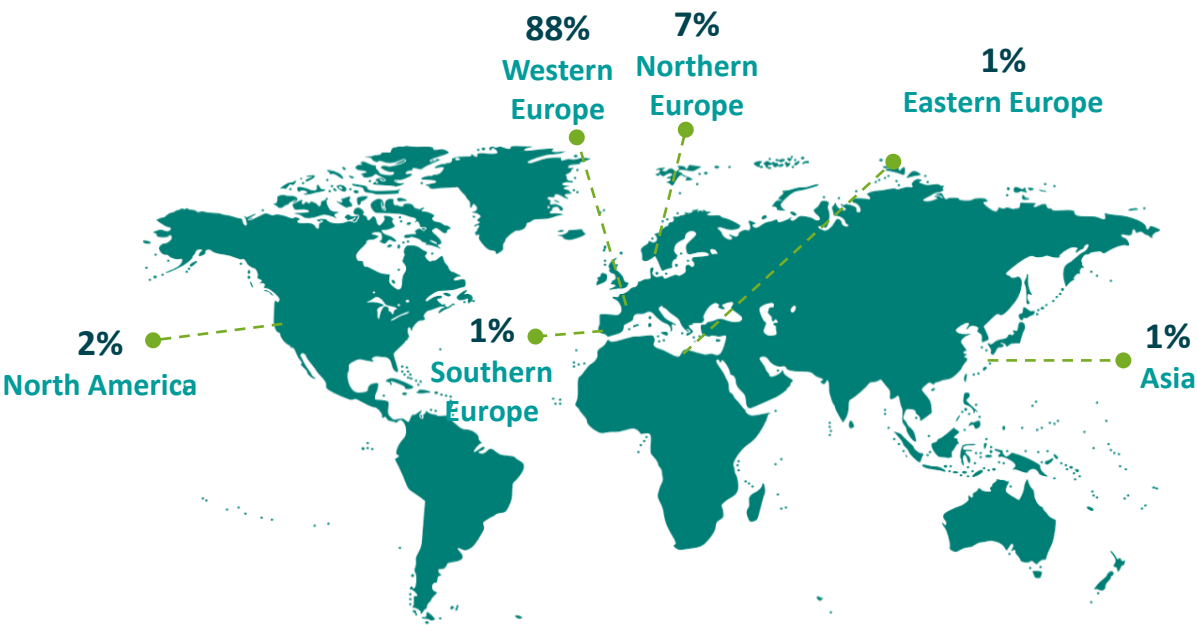 88%
Western
Europe
7%
Northern
Europe
1%
Eastern Europe
2%
North America
1%
Southern
Europe
1%
Asia